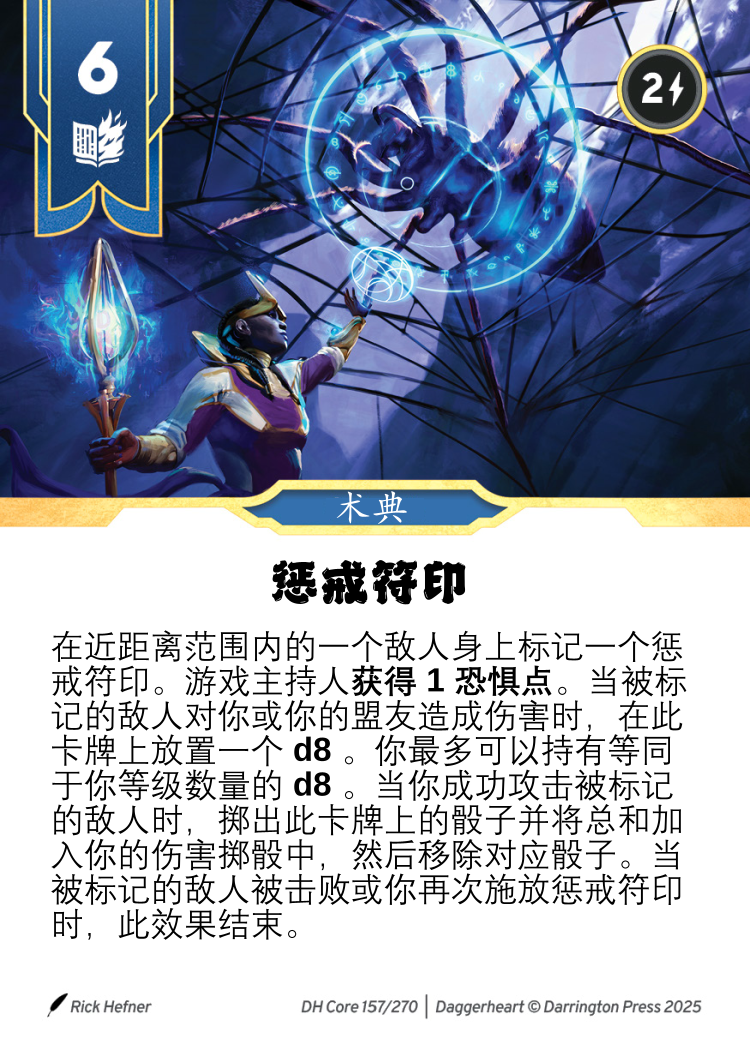 6
2
术典
惩戒符印
在近距离范围内的一个敌人身上标记一个惩
戒符印。游戏主持人获得 1 恐惧点。当被标
记的敌人对你或你的盟友造成伤害时，在此
卡牌上放置一个 d8 。你最多可以持有等同
于你等级数量的 d8 。当你成功攻击被标记
的敌人时，掷出此卡牌上的骰子并将总和加
入你的伤害掷骰中，然后移除对应骰子。当
被标记的敌人被击败或你再次施放惩戒符印
时，此效果结束。
Rick Hefner
DH Core 157/270 | Daggerheart © Darrington Press 2025